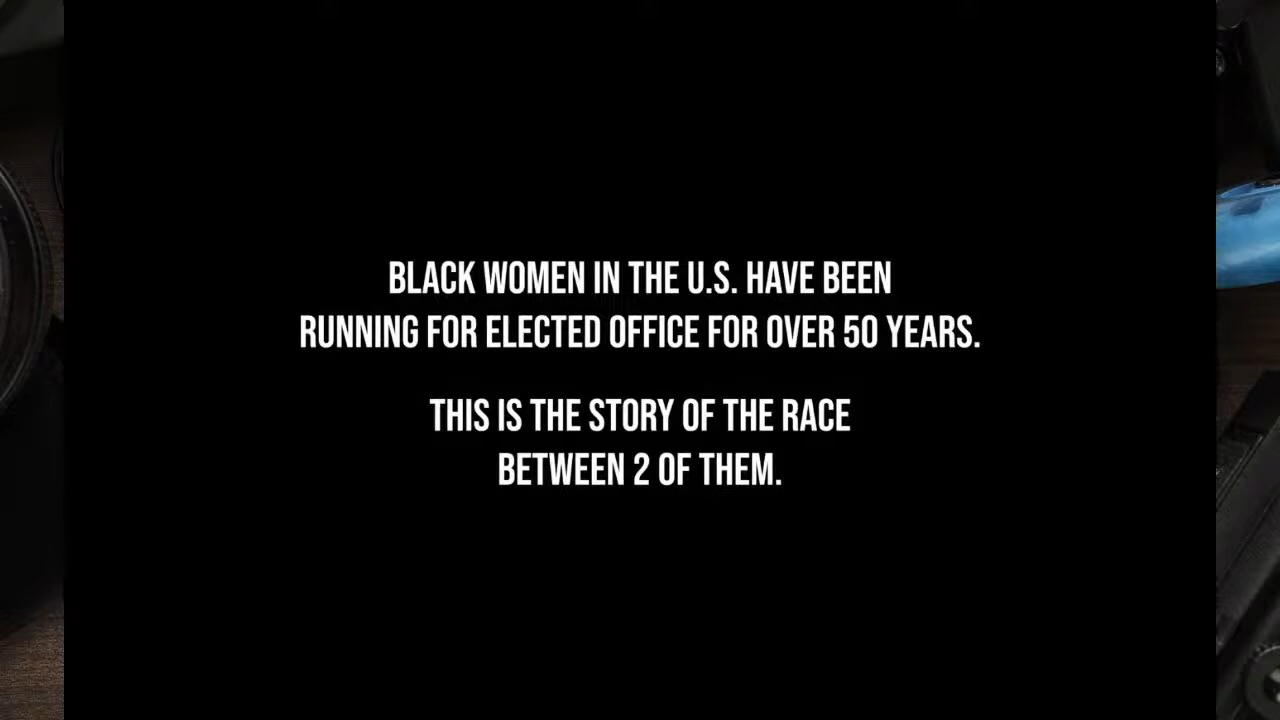 BLACK WOMEN IN THE U.S. HAVE BEEN
RUNNING FOR ELECTED OFFICE FOR OVER 50 YEARS.
THIS IS THE STORY OF THE RACE
BETWEEN 2 OF THEM.